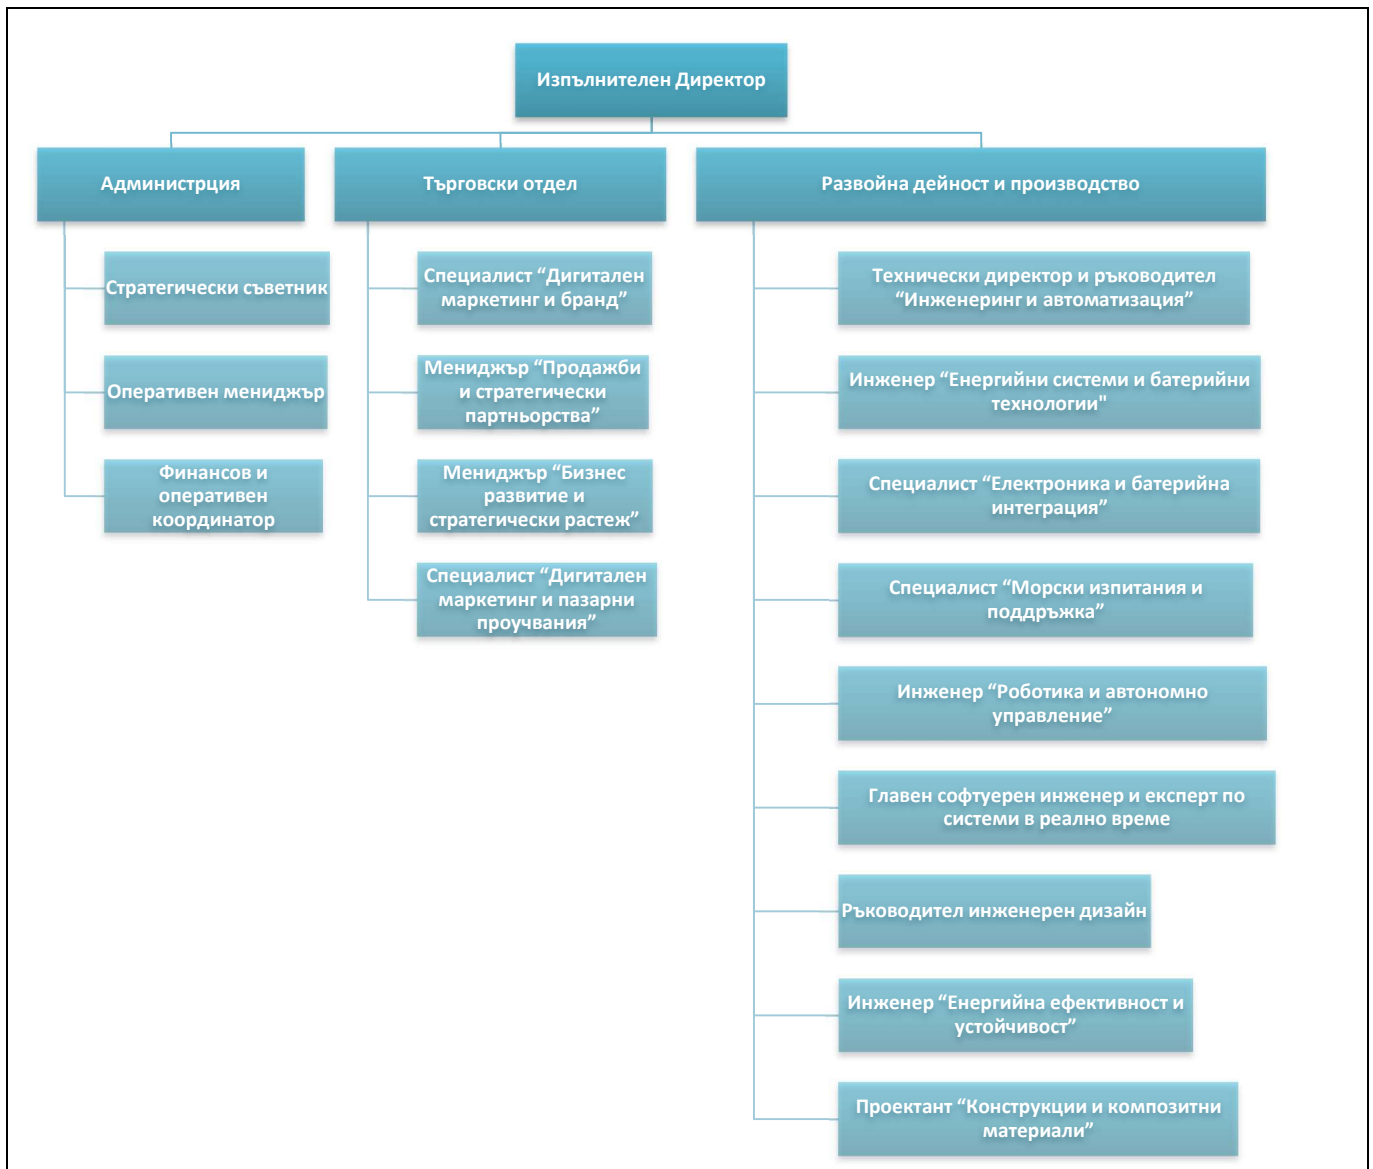 Изпълнителен Директор
Администрция
Търговски отдел
Развойна дейност и производство
Стратегически съветник
Оперативен мениджър
Финансов и
оперативен
координатор
Специалист “Дигитален
маркетинг и бранд”
Мениджър “Продажби
и стратегически
партньорства”
Мениджър “Бизнес
развитие и
стратегически растеж”
Специалист “Дигитален
маркетинг и пазарни
проучвания”
Технически директор и ръководител
“Инженеринг и автоматизация”
Инженер “Енергийни системи и батерийни
технологии"
Специалист “Електроника и батерийна
интеграция”
Специалист “Морски изпитания и
поддръжка”
Инженер “Роботика и автономно
управление”
Главен софтуерен инженер и експерт по
системи в реално време
Ръководител инженерен дизайн
Инженер “Енергийна ефективност и
устойчивост”
Проектант “Конструкции и композитни
материали”